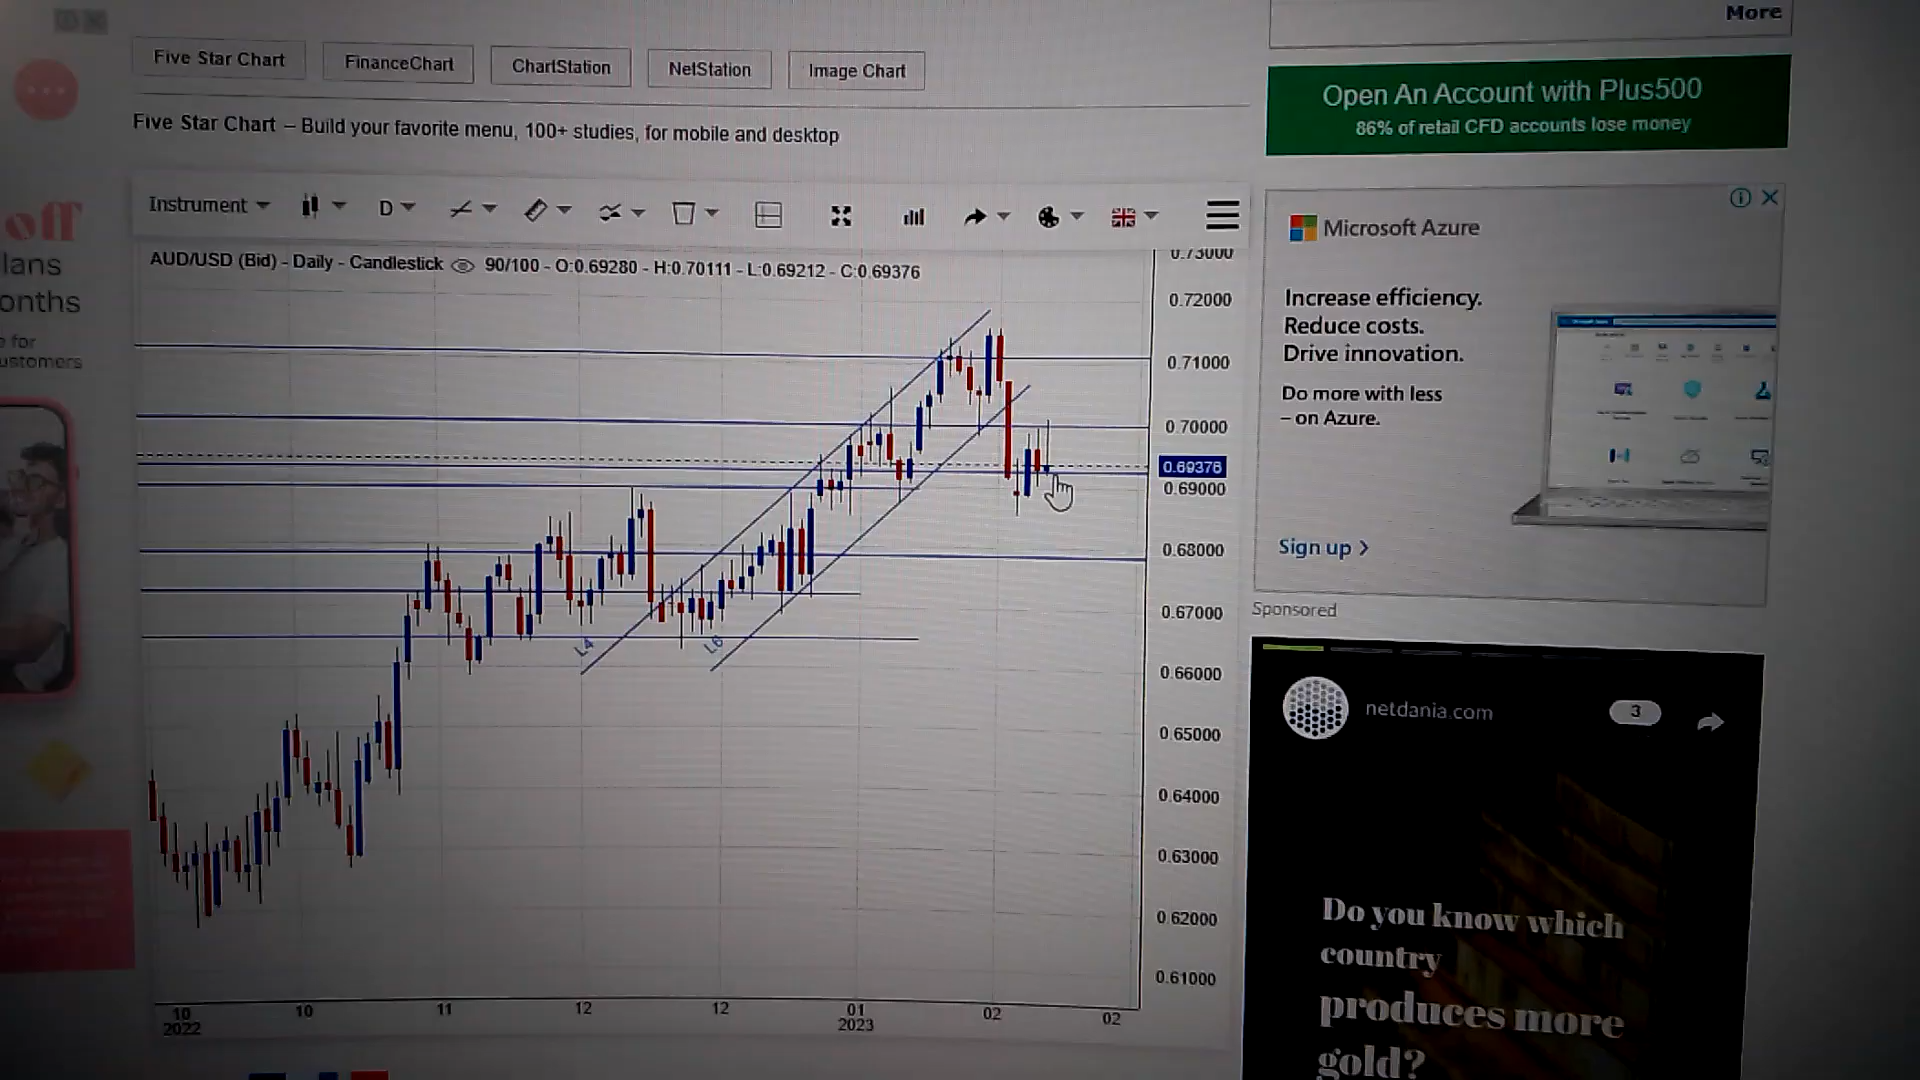 More
Five Star Chart
FinanceChart
ChartStation
NetStation
Image Chart
Five Star Chart – Build your favorite menu, 100+ studies, for mobile and desktop
Open An Account with Plus500
86% of retail CFD accounts lose money
Instrument
D
AUD/USD (Bid) - Daily - Candlestick 90/100 - O:0.69280 - H:0.70111 - L:0.69212 - C:0.69376
0.73000
0.72000
0.71000
0.70000
0.69376
0.69000
0.68000
0.67000
0.66000
0.65000
0.64000
0.63000
0.62000
0.61000
L4
L6
10
2022
10
11
12
12
01
2023
02
02
off
lans
onths
e for
ustomers
Microsoft Azure
Increase efficiency.
Reduce costs.
Drive innovation.
Do more with less
– on Azure.
Sign up >
Sponsored
netdania.com
3
Do you know which
country
produces more
gold?